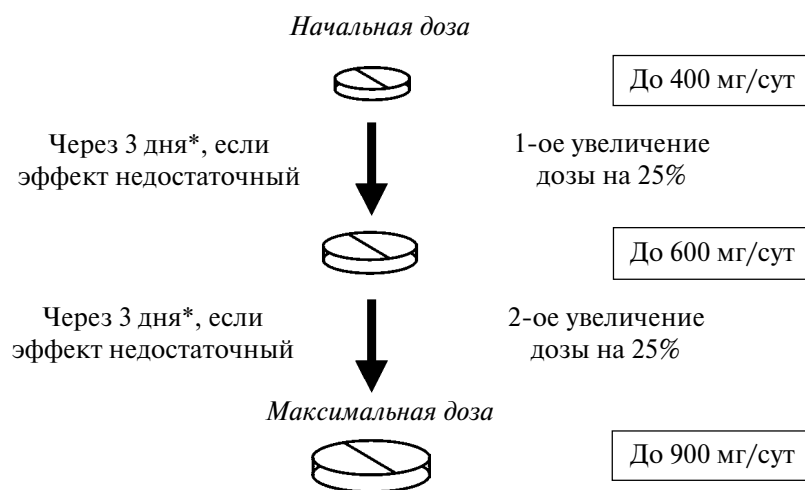 Начальная доза
До 400 мг/сут
Через 3 дня*, если
эффект недостаточный
1-ое увеличение
дозы на 25%
До 600 мг/сут
Через 3 дня*, если
эффект недостаточный
2-ое увеличение
дозы на 25%
Максимальная доза
До 900 мг/сут